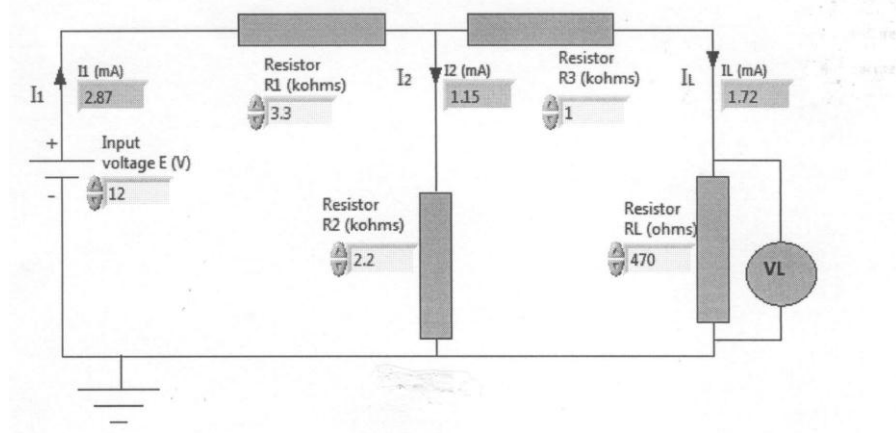 I1
I1 (mA)
2.87
+
-
Input
voltage E (V)
12
Resistor
R1 (kohms)
3.3
I2
I2 (mA)
1.15
Resistor
R2 (kohms)
2.2
Resistor
R3 (kohms)
1
IL
IL (mA)
1.72
Resistor
RL (ohms)
470
VL